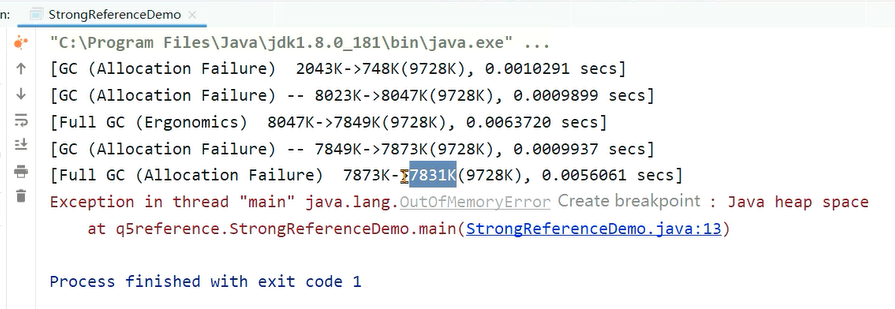 n: StrongReferenceDemo ×
"C:\Program Files\Java\jdk1.8.0_181\bin\java.exe" ...
[GC (Allocation Failure)  2043K->748K(9728K), 0.0010291 secs]
[GC (Allocation Failure) -- 8023K->8047K(9728K), 0.0009899 secs]
[Full GC (Ergonomics)  8047K->7849K(9728K), 0.0063720 secs]
[GC (Allocation Failure) -- 7849K->7873K(9728K), 0.0009937 secs]
[Full GC (Allocation Failure)  7873K->7831K(9728K), 0.0056061 secs]
Exception in thread "main" java.lang.OutOfMemoryError Create breakpoint : Java heap space
at q5reference.StrongReferenceDemo.main(StrongReferenceDemo.java:13)
Process finished with exit code 1